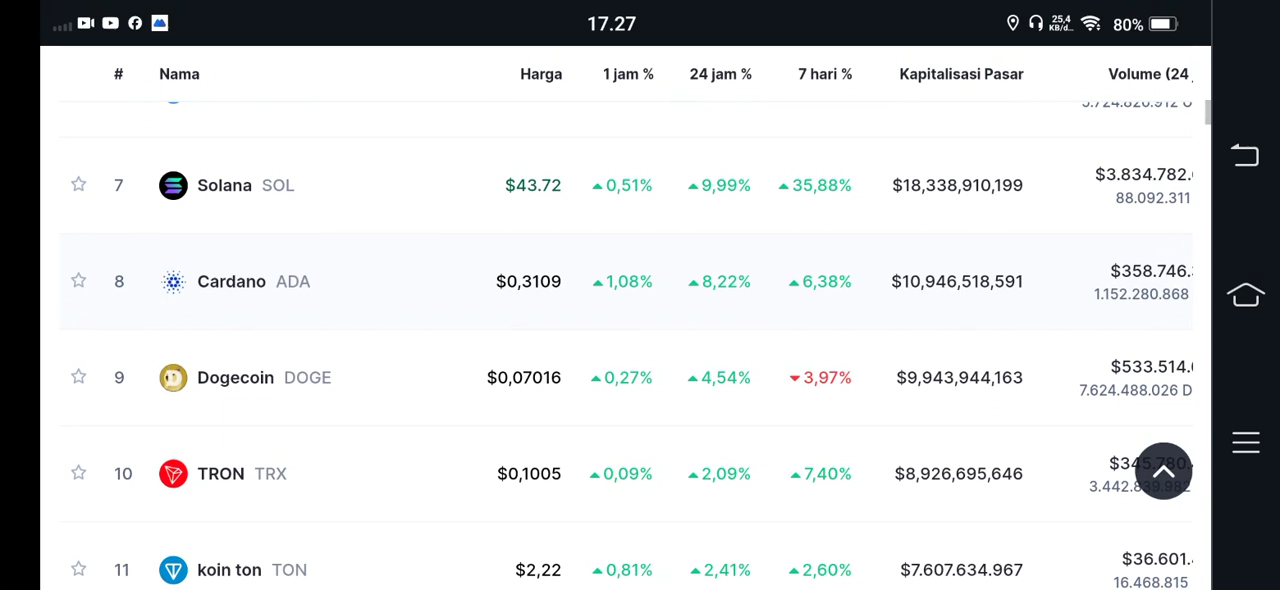 17.27 25,4 KB/d... 80%
# Nama Harga 1 jam % 24 jam % 7 hari % Kapitalisasi Pasar Volume (24
7 Solana SOL $43.72 0,51% 9,99% 35,88% $18,338,910,199 $3.834.782.
88.092.311
8 Cardano ADA $0,3109 1,08% 8,22% 6,38% $10,946,518,591 $358.746.
1.152.280.868
9 Dogecoin DOGE $0,07016 0,27% 4,54% 3,97% $9,943,944,163 $533.514.
7.624.488.026 D
10 TRON TRX $0,1005 0,09% 2,09% 7,40% $8,926,695,646 $345.780.
3.442.839.982
11 koin ton TON $2,22 0,81% 2,41% 2,60% $7.607.634.967 $36.601.
16.468.815